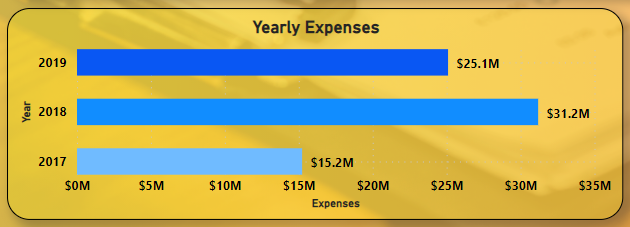 Yearly Expenses
2019
$25.1M
Year
2018
$31.2M
2017
$15.2M
$0M $5M $10M $15M $20M $25M $30M $35M
Expenses